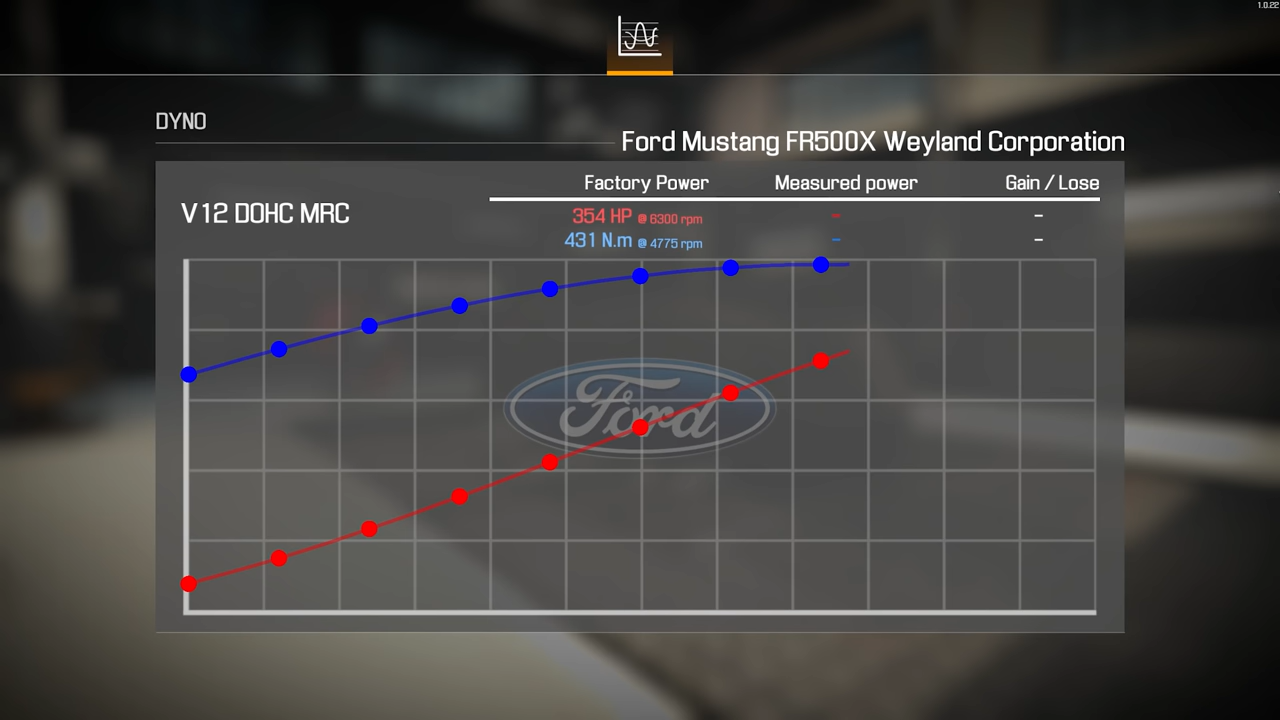 1.0.22
DYNO
Ford Mustang FR500X Weyland Corporation
Factory Power Measured power Gain / Lose
V12 DOHC MRC
354 HP @ 6300 rpm - -
431 N.m @ 4775 rpm - -
Ford